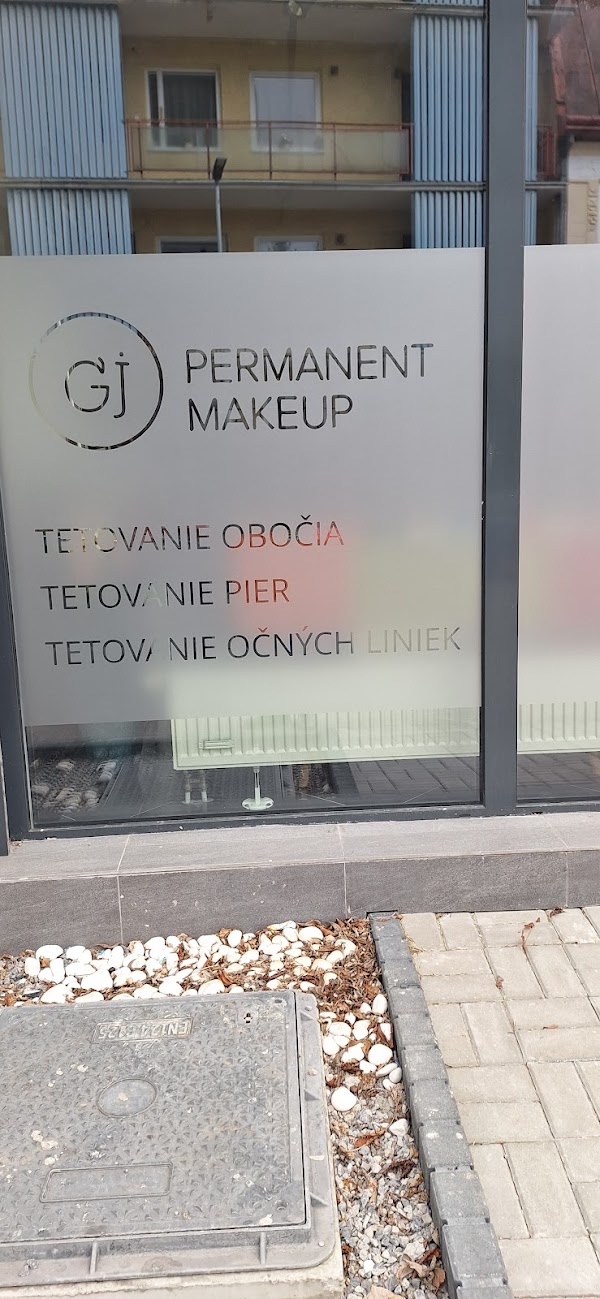 Gj
PERMANENT
MAKEUP
TETOVANIE OBOČIA
TETOVANIE PIER
TETOVANIE OČNÝCH LINIEK